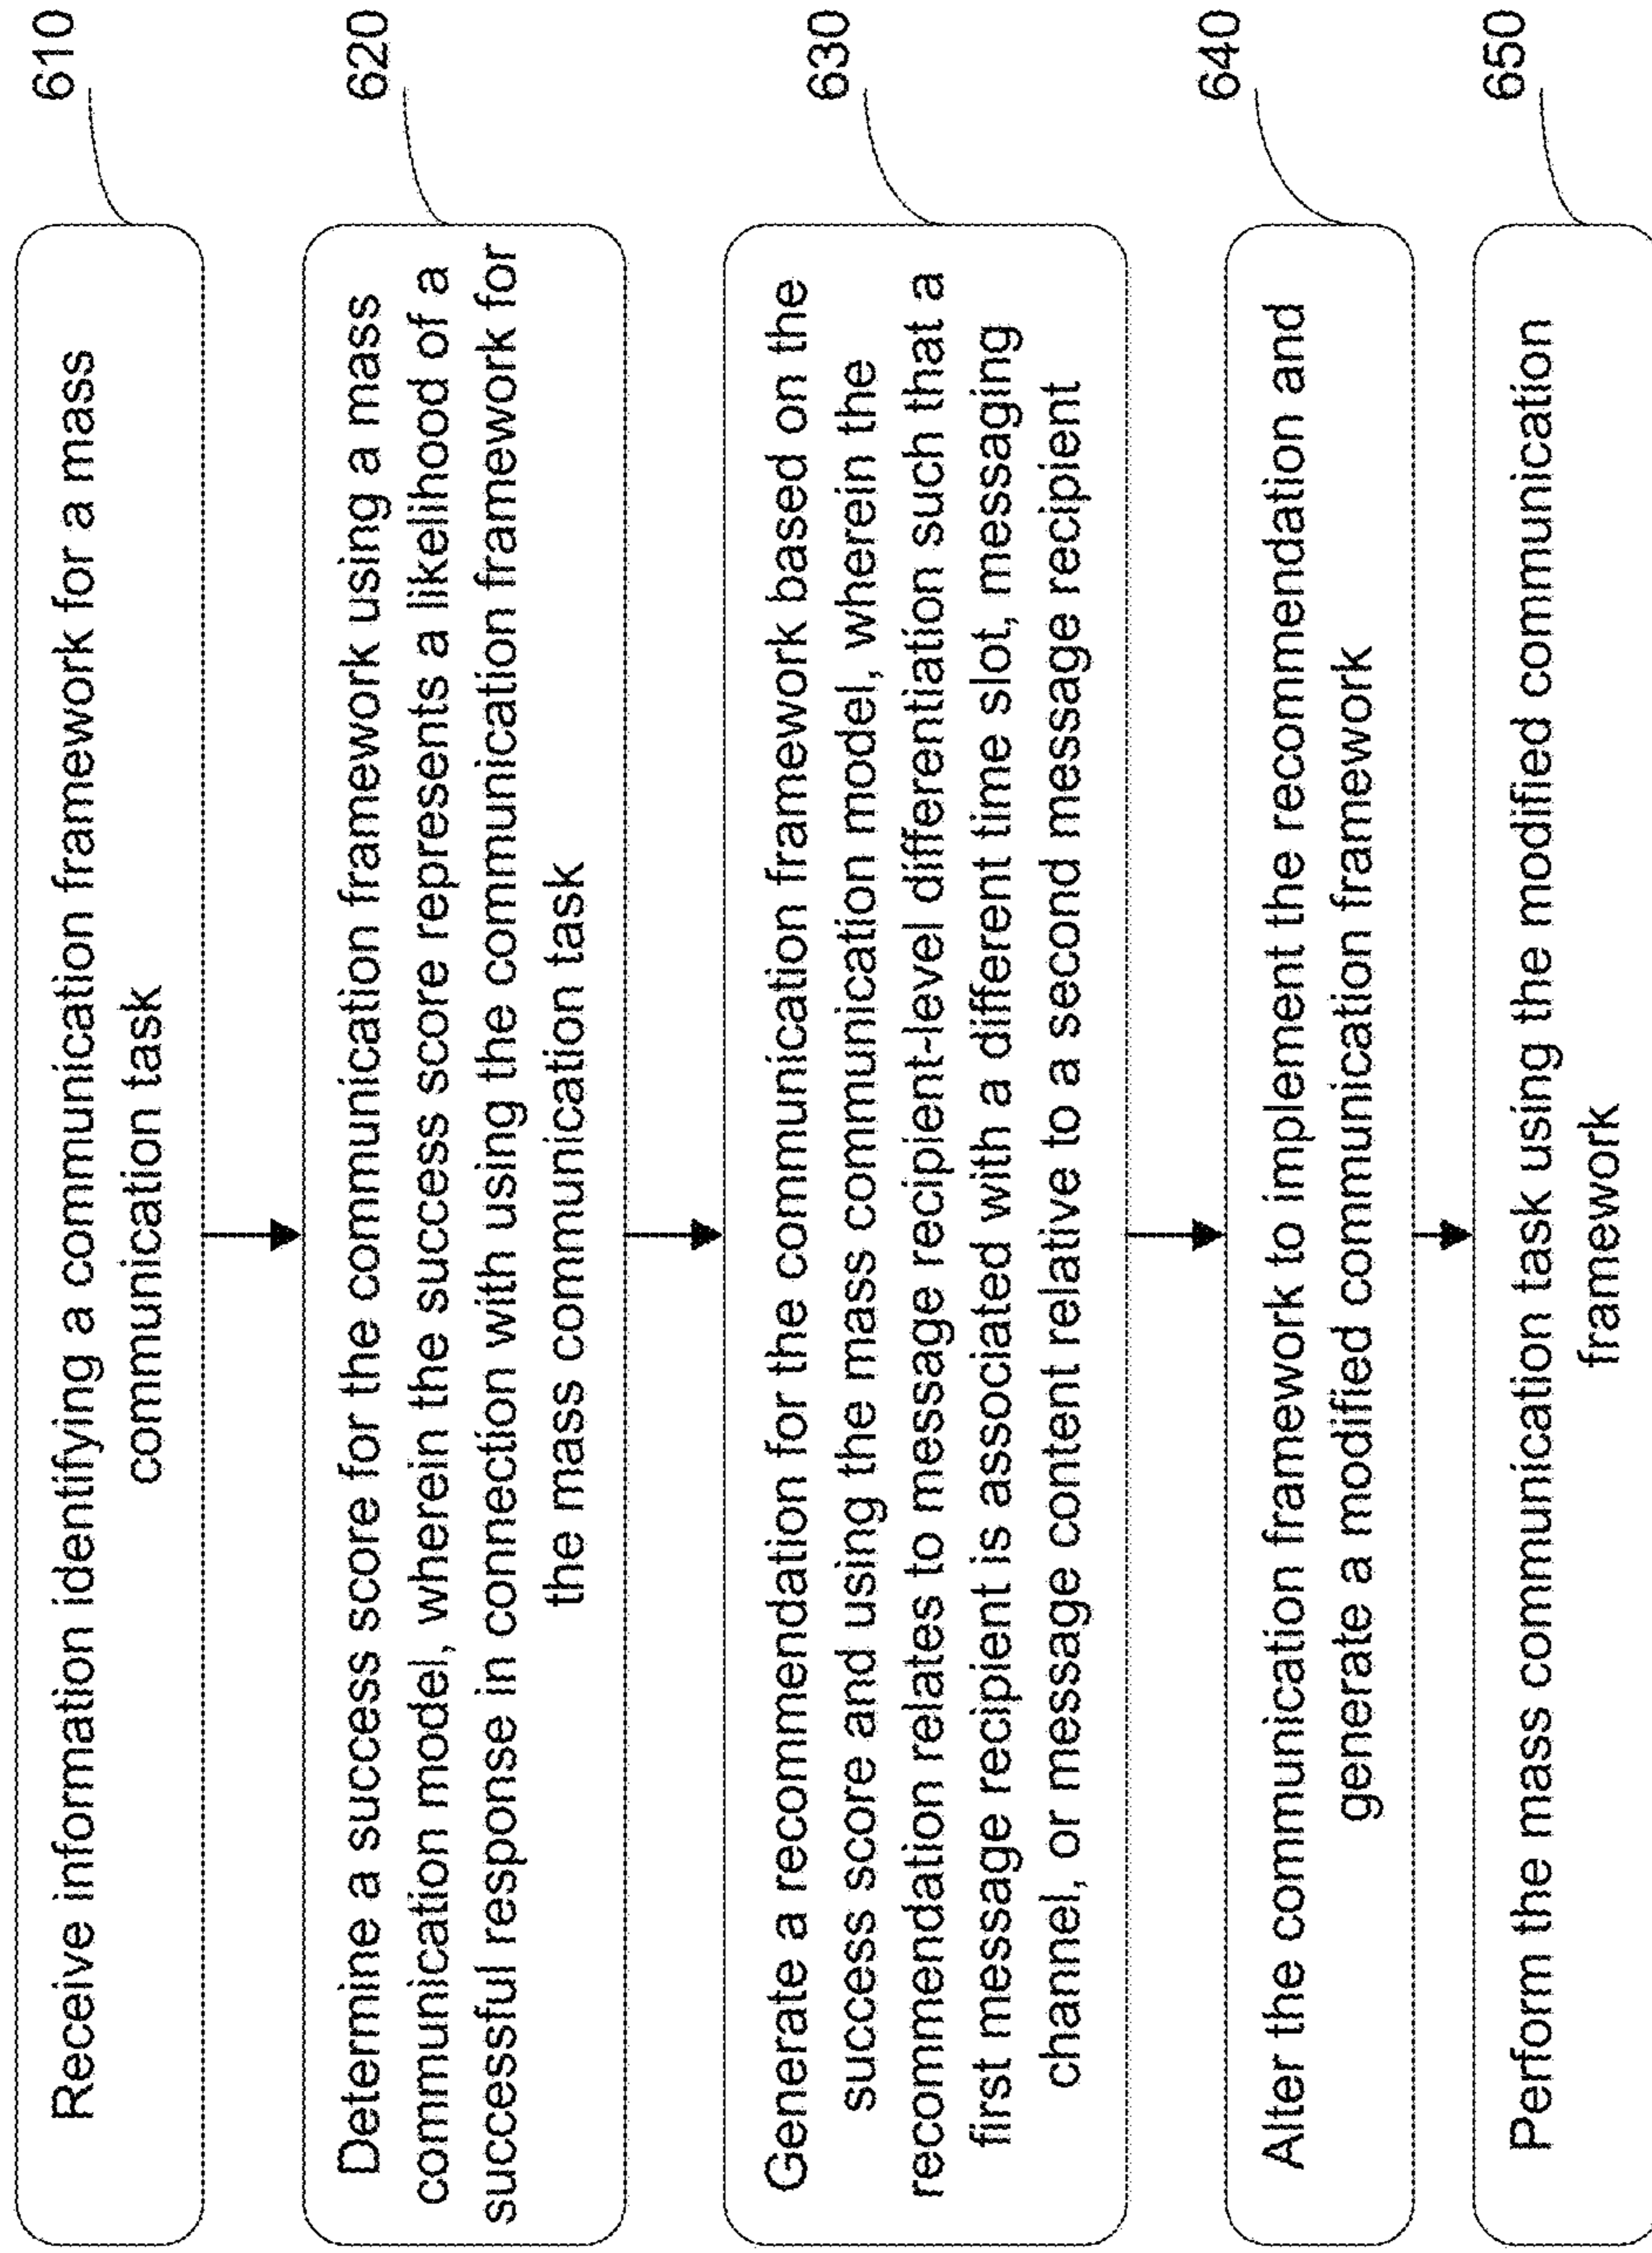 610
Receive information identifying a communication framework for a mass
communication task
620
Determine a success score for the communication framework using a mass
communication model, wherein the success score represents a likelihood of a
successful response in connection with using the communication framework for
the mass communication task
630
Generate a recommendation for the communication framework based on the
success score and using the mass communication model, wherein the
recommendation relates to message recipient-level differentiation such that a
first message recipient is associated with a different time slot, messaging
channel, or message content relative to a second message recipient
640
Alter the communication framework to implement the recommendation and
generate a modified communication framework
650
Perform the mass communication task using the modified communication
framework